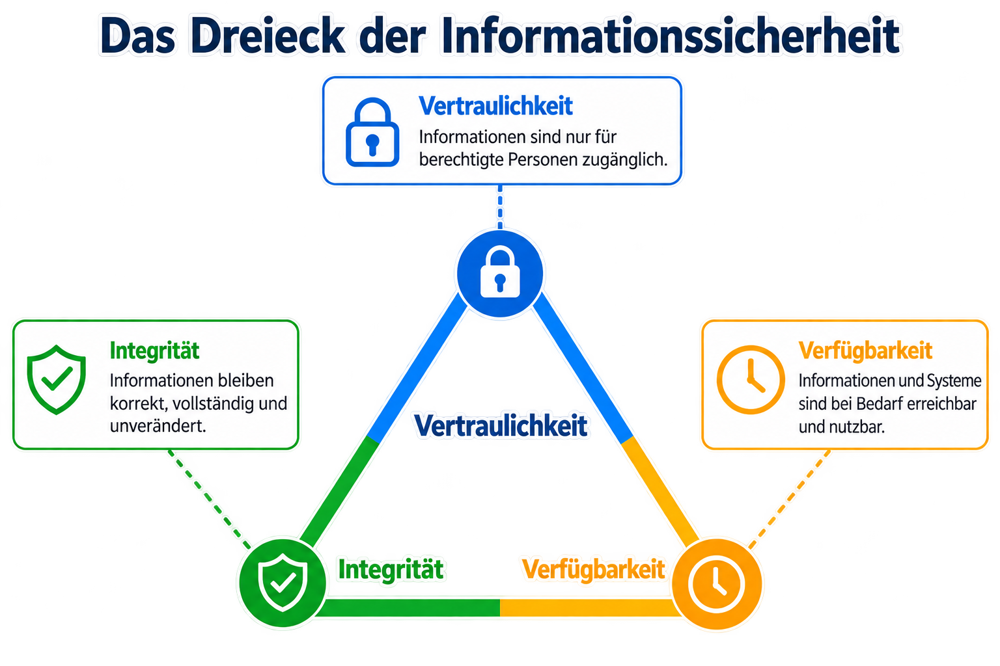 Das Dreieck der Informationssicherheit
Vertraulichkeit
Informationen sind nur für
berechtigte Personen zugänglich.
Integrität
Informationen bleiben
korrekt, vollständig und
unverändert.
Verfügbarkeit
Informationen und Systeme
sind bei Bedarf erreichbar
und nutzbar.
Vertraulichkeit
Integrität
Verfügbarkeit